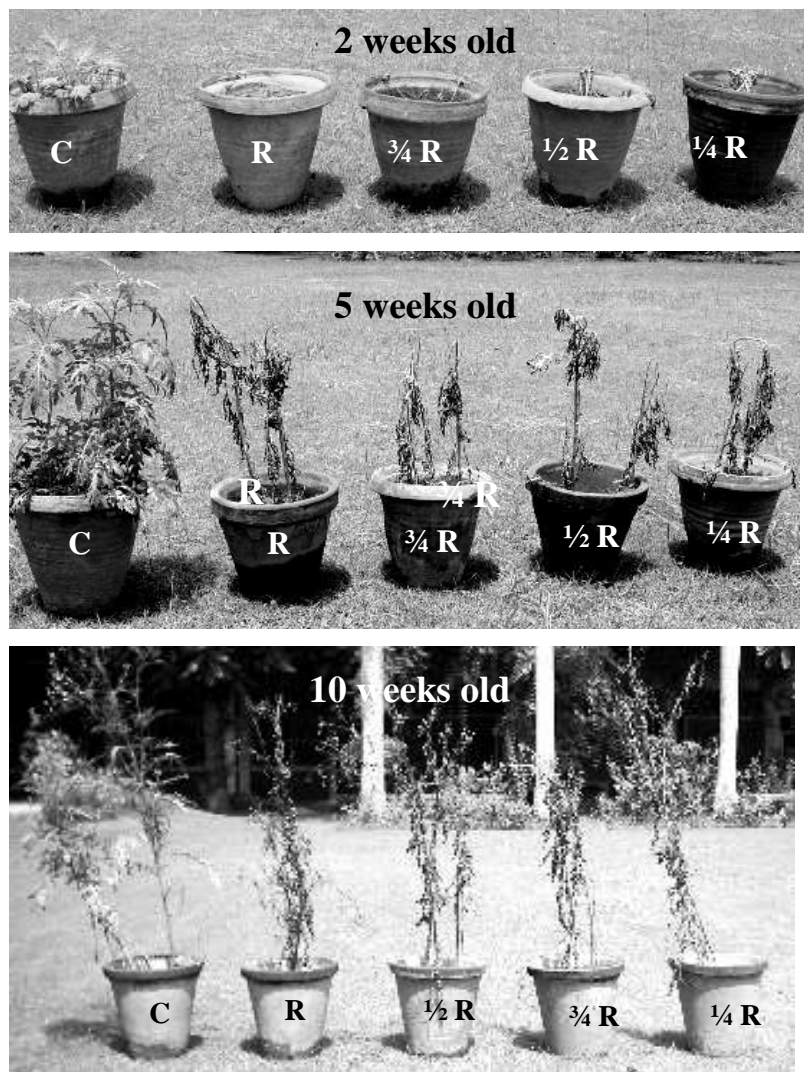 2 weeks old
C R ¾ R ½ R ¼ R
5 weeks old
R ¾ R
C R ¾ R ½ R ¼ R
10 weeks old
C R ½ R ¾ R ¼ R